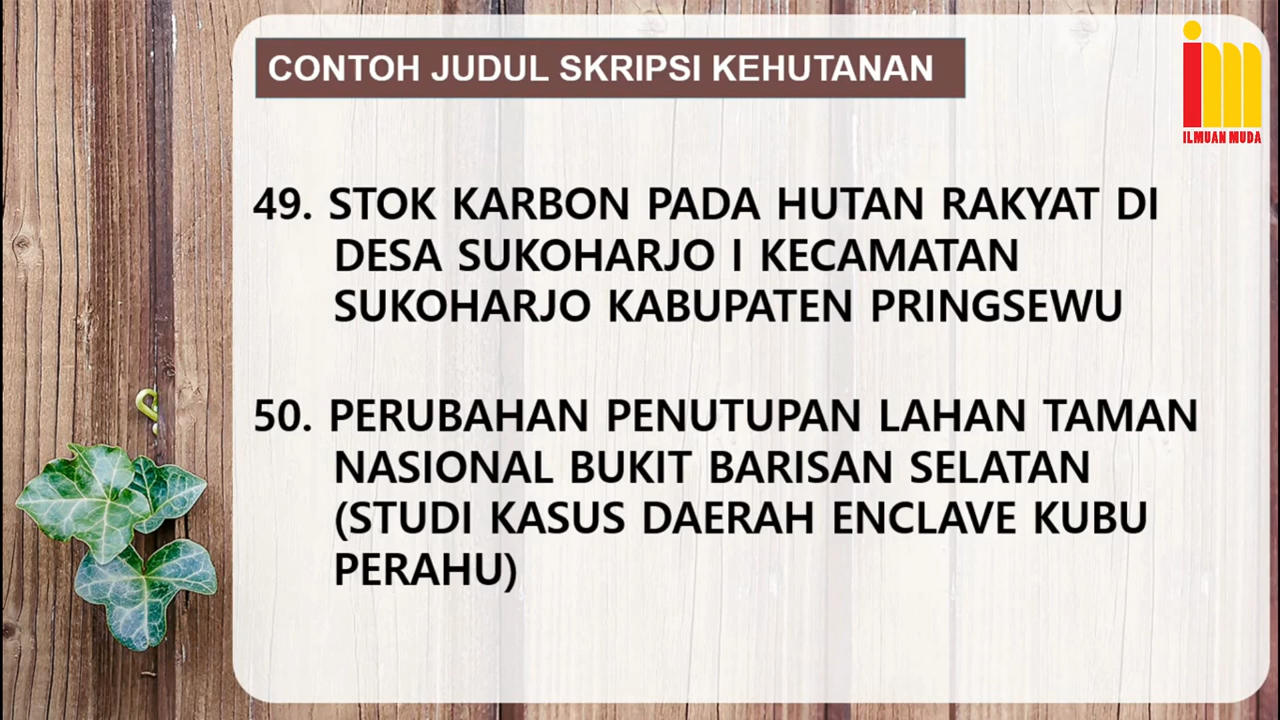 CONTOH JUDUL SKRIPSI KEHUTANAN
ILMUAN MUDA
49. STOK KARBON PADA HUTAN RAKYAT DI
DESA SUKOHARJO I KECAMATAN
SUKOHARJO KABUPATEN PRINGSEWU
50. PERUBAHAN PENUTUPAN LAHAN TAMAN
NASIONAL BUKIT BARISAN SELATAN
(STUDI KASUS DAERAH ENCLAVE KUBU
PERAHU)